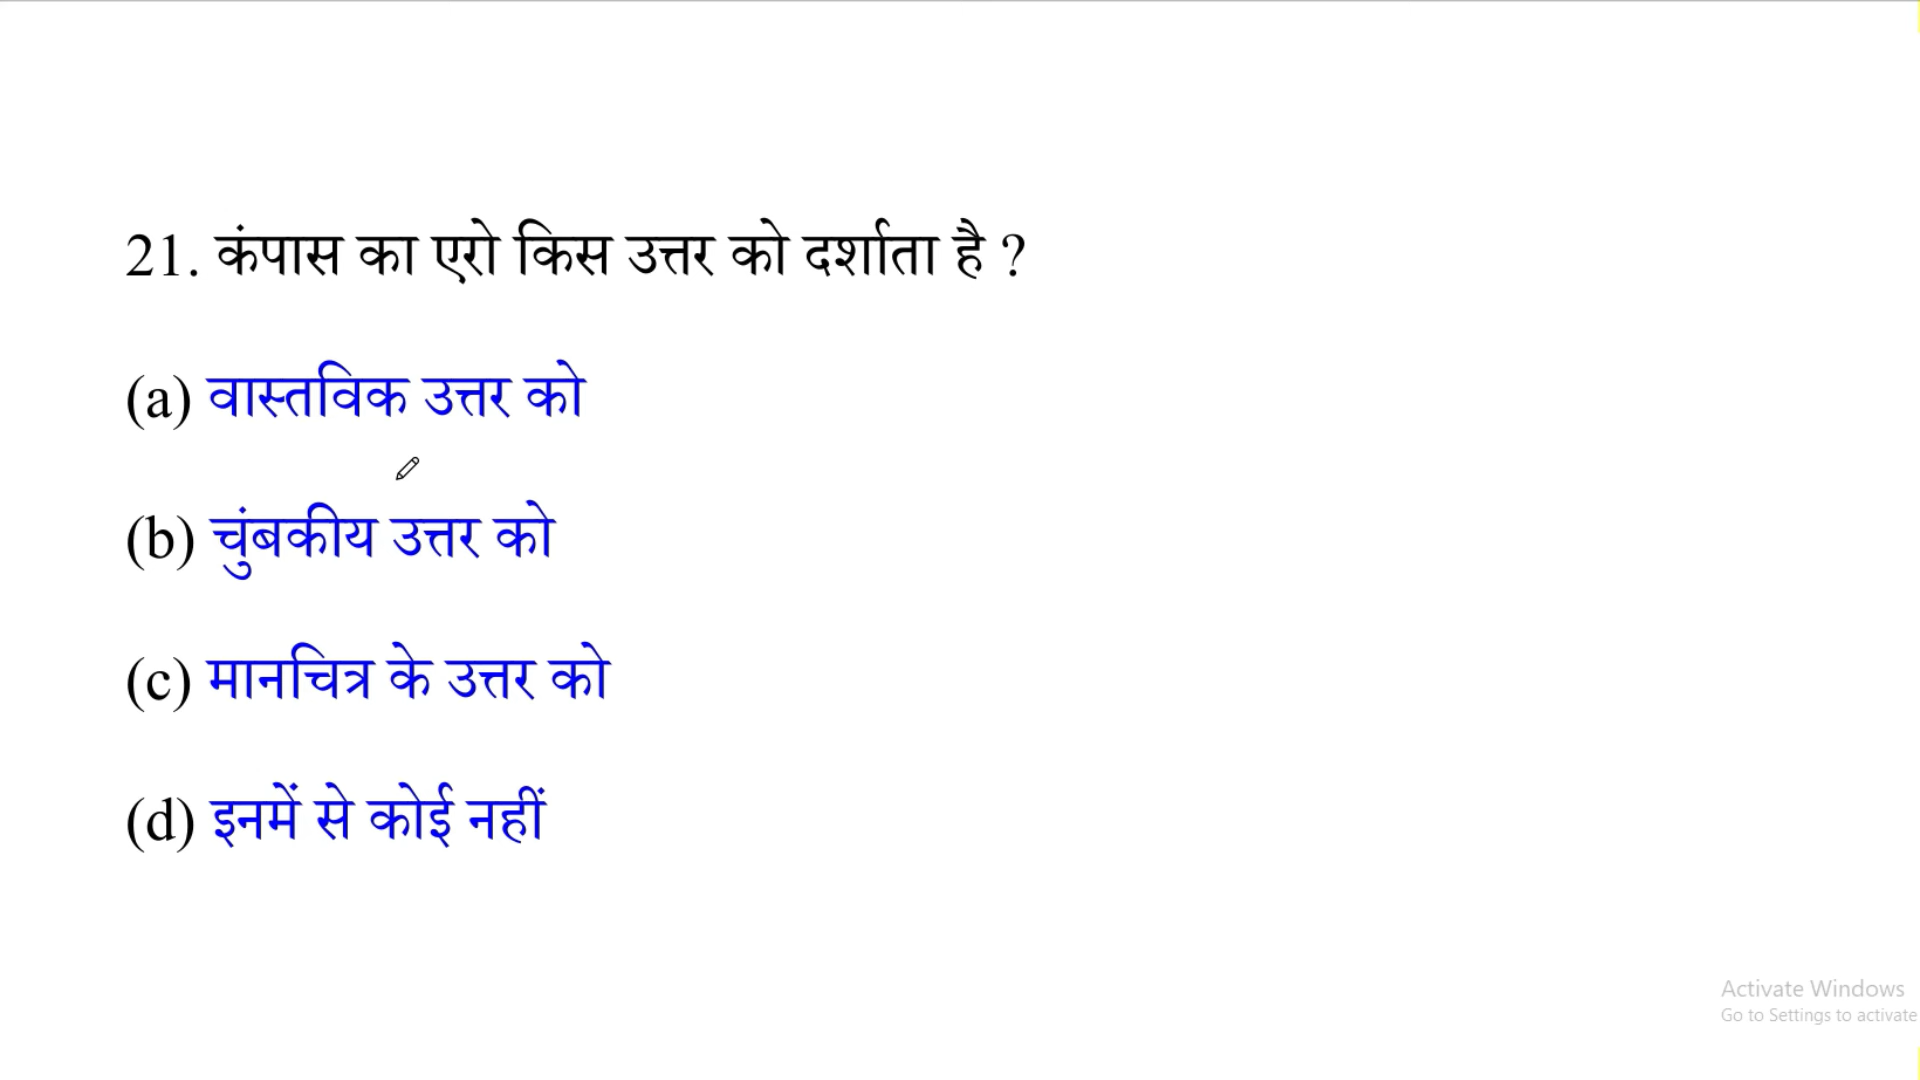 21. कंपास का एरो किस उत्तर को दर्शाता है ?
(a) वास्तविक उत्तर को
(b) चुंबकीय उत्तर को
(c) मानचित्र के उत्तर को
(d) इनमें से कोई नहीं
Activate Windows
Go to Settings to activate